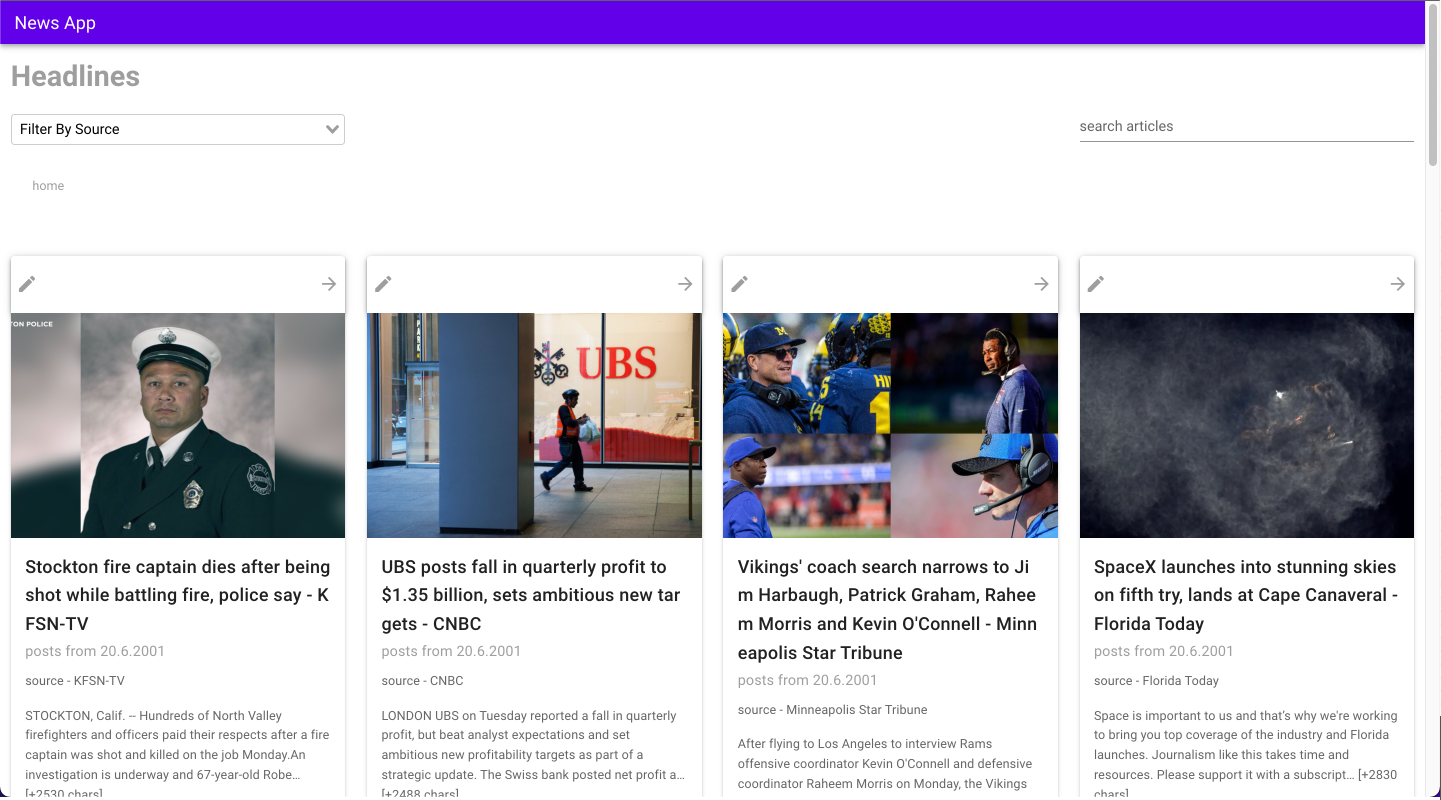 News App
Headlines
Filter By Source
search articles
home
TON POLICE
Stockton fire captain dies after being
shot while battling fire, police say - K
FSN-TV
posts from 20.6.2001
source - KFSN-TV
STOCKTON, Calif. -- Hundreds of North Valley
firefighters and officers paid their respects after a fire
captain was shot and killed on the job Monday.An
investigation is underway and 67-year-old Robe…
[+2530 chars]
PARK
UBS
UBS posts fall in quarterly profit to
$1.35 billion, sets ambitious new tar
gets - CNBC
posts from 20.6.2001
source - CNBC
LONDON UBS on Tuesday reported a fall in quarterly
profit, but beat analyst expectations and set
ambitious new profitability targets as part of a
strategic update. The Swiss bank posted net profit a…
[+2488 chars]
M
HI
1
Vikings' coach search narrows to Ji
m Harbaugh, Patrick Graham, Rahee
m Morris and Kevin O'Connell - Minn
eapolis Star Tribune
posts from 20.6.2001
source - Minneapolis Star Tribune
After flying to Los Angeles to interview Rams
offensive coordinator Kevin O'Connell and defensive
coordinator Raheem Morris on Monday, the Vikings
SpaceX launches into stunning skies
on fifth try, lands at Cape Canaveral -
Florida Today
posts from 20.6.2001
source - Florida Today
Space is important to us and that’s why we're working
to bring you top coverage of the industry and Florida
launches. Journalism like this takes time and
resources. Please support it with a subscript… [+2830
chars]